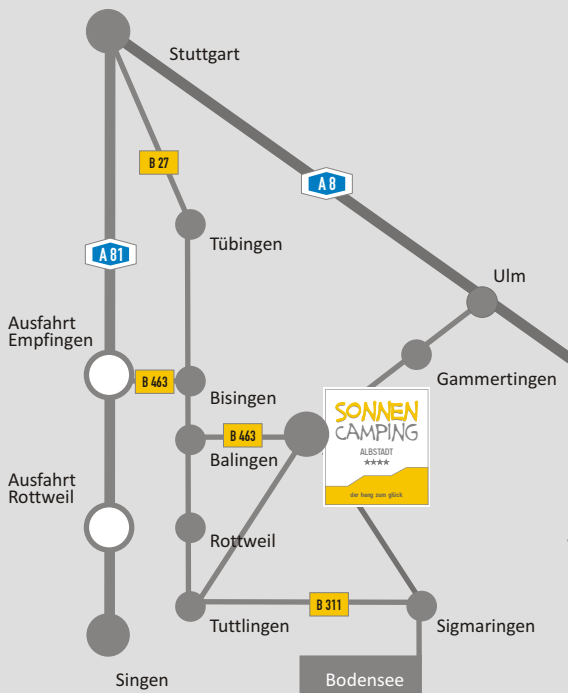 Stuttgart
B 27
A 8
Tübingen
A 81
Ulm
Ausfahrt
Empfingen
B 463
Bisingen
Gammertingen
SONNEN
CAMPING
ALBSTADT
★★★★
der hang zum glück
B 463
Balingen
Ausfahrt
Rottweil
Rottweil
B 311
Tuttlingen
Sigmaringen
Singen
Bodensee